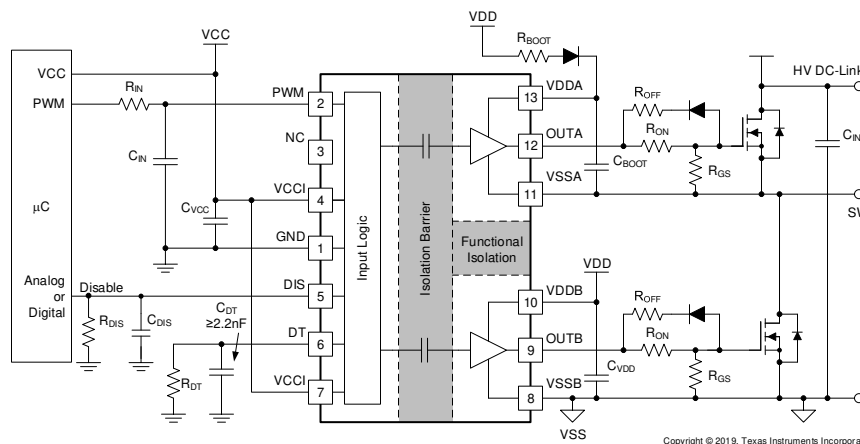 VCC
VDD
RBOOT
HV DC-Link
VCC
PWM
RIN
CIN
CVCC
µC
Analog
or
Digital
Disable
RDIS
CDIS
CDT
≥2.2nF
RDT
PWM
2
NC
3
VCCI
4
GND
1
DIS
5
DT
6
VCCI
7
Input Logic
Isolation Barrier
Functional
Isolation
13
VDDA
12
OUTA
11
VSSA
CBOOT
ROFF
RON
RGS
CIN
SW
VDD
10
VDDB
9
OUTB
8
VSSB
CVDD
ROFF
RON
RGS
VSS
Copyright © 2019, Texas Instruments Incorpora